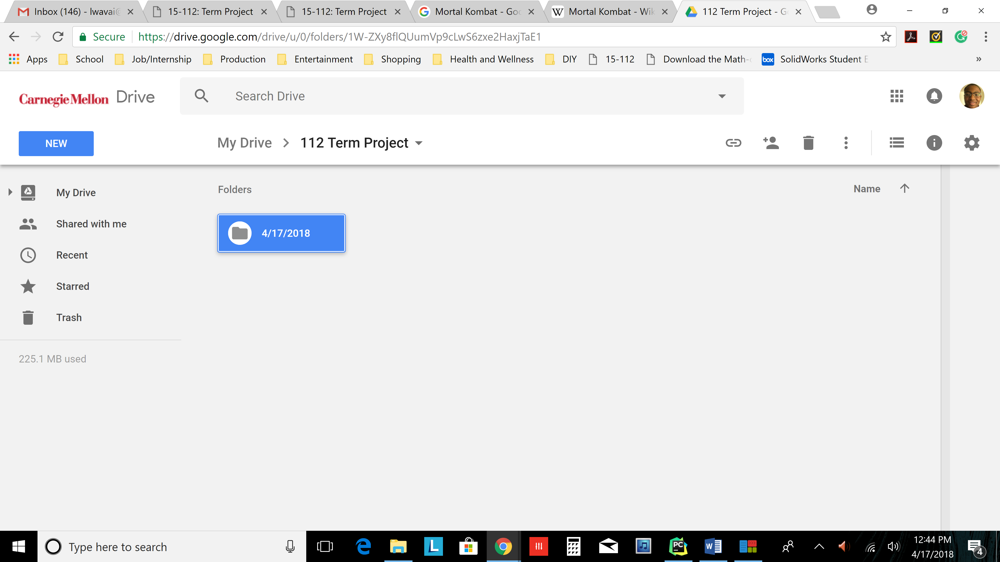 Inbox (146) - lwavai@
15-112: Term Project
15-112: Term Project
Mortal Kombat - Goo
Mortal Kombat - Wik
112 Term Project - Go
Secure
https://drive.google.com/drive/u/0/folders/1W-ZXy8flQUumVp9cLwS6zxe2HaxjTaE1
Apps
School
Job/Internship
Production
Entertainment
Shopping
Health and Wellness
DIY
15-112
Download the Math-
box
SolidWorks Student E
»
Carnegie Mellon Drive
Search Drive
NEW
My Drive > 112 Term Project
My Drive
Shared with me
Recent
Starred
Trash
225.1 MB used
Folders
Name
4/17/2018
Type here to search
12:44 PM
4/17/2018
4